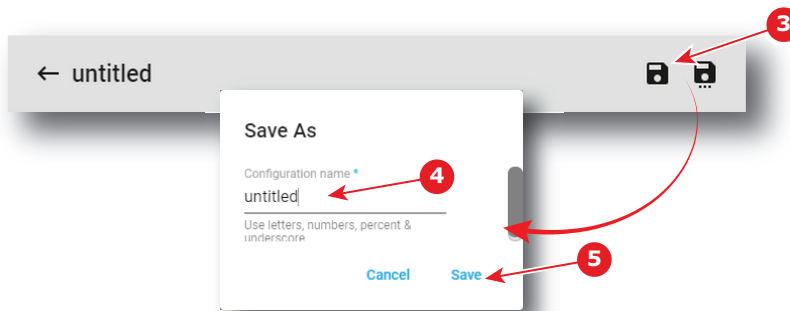 3
← untitled
Save As
Configuration name *
4
untitled
Use letters, numbers, percent &
underscore
5
Cancel Save